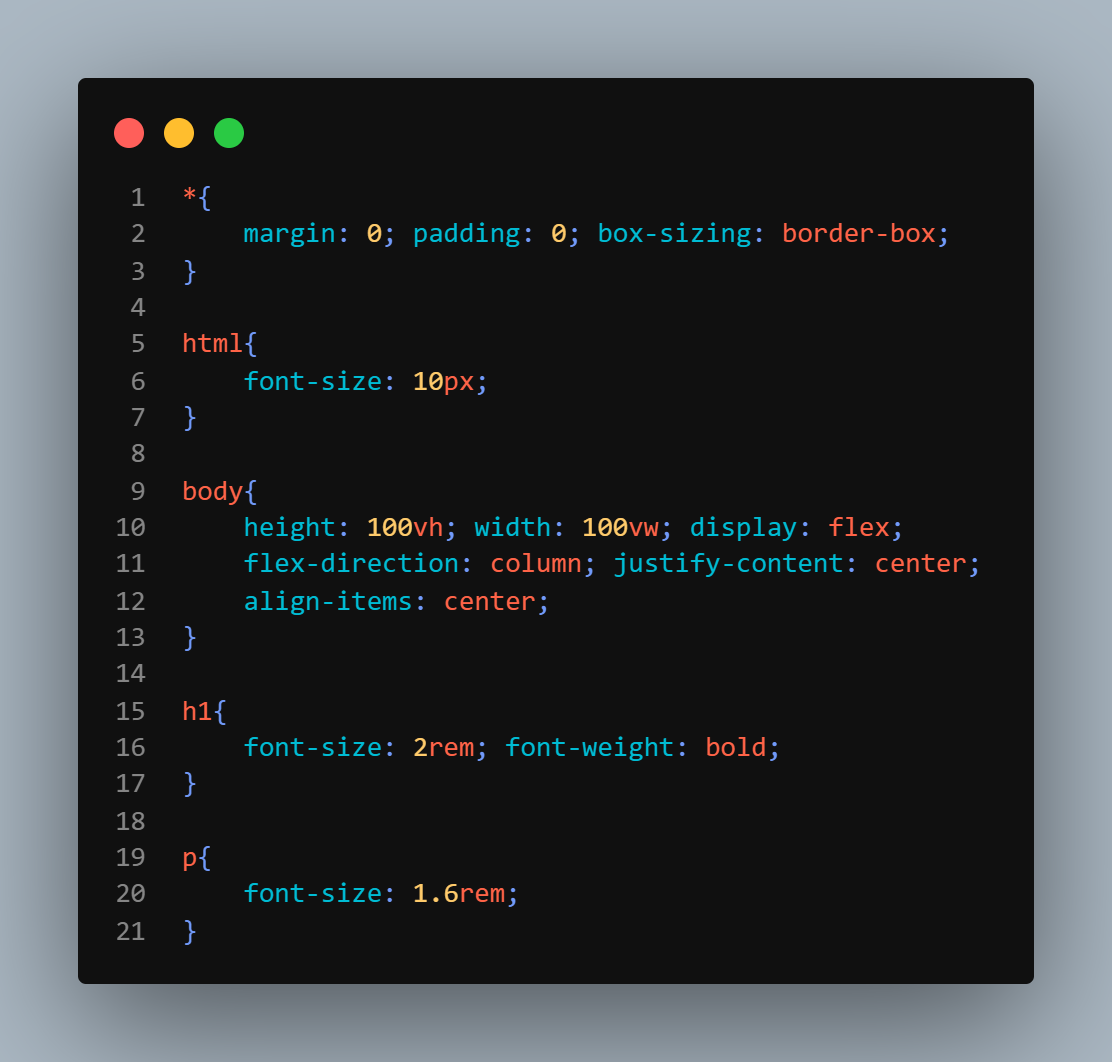 1 *{
2     margin: 0; padding: 0; box-sizing: border-box;
3 }
4
5 html{
6     font-size: 10px;
7 }
8
9 body{
10     height: 100vh; width: 100vw; display: flex;
11     flex-direction: column; justify-content: center;
12     align-items: center;
13 }
14
15 h1{
16     font-size: 2rem; font-weight: bold;
17 }
18
19 p{
20     font-size: 1.6rem;
21 }